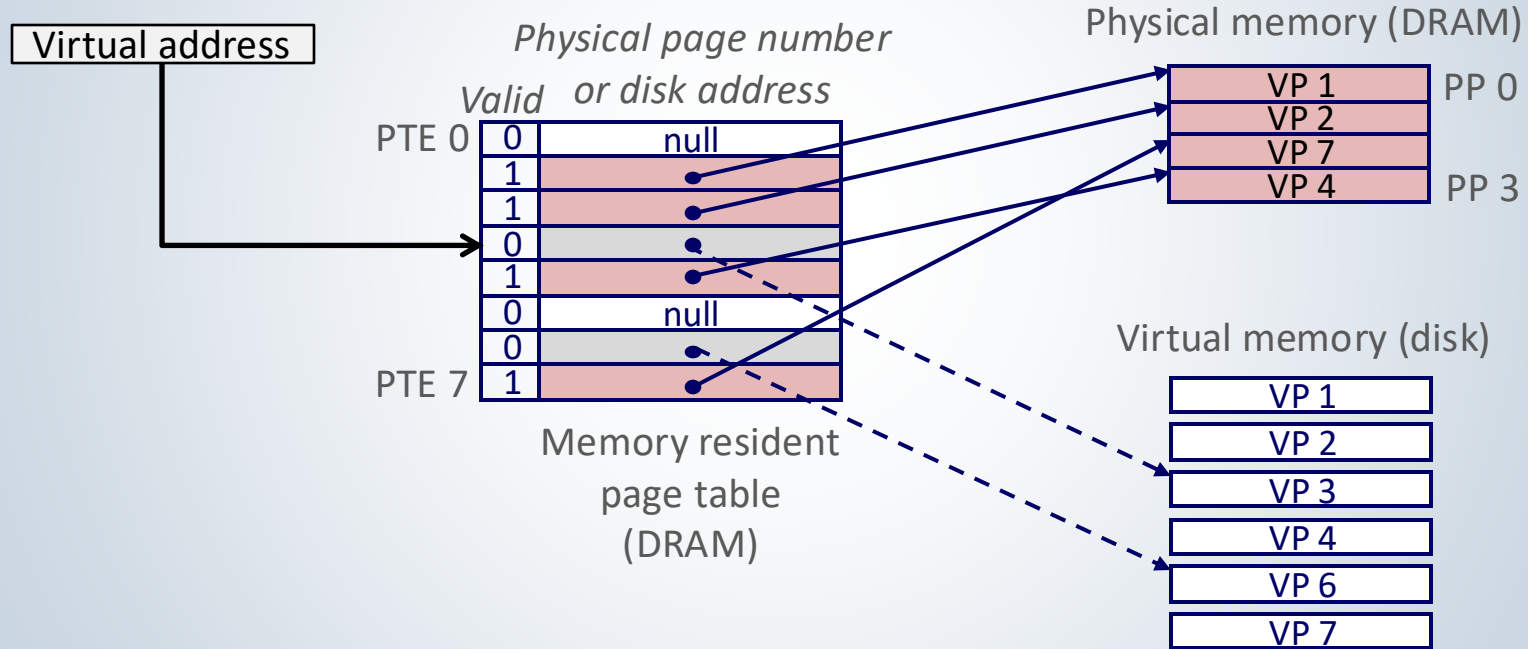 Virtual address
Physical page number
or disk address
Valid
PTE 0
0 null
1
1
0
1
0 null
0
PTE 7 1
Memory resident
page table
(DRAM)
Physical memory (DRAM)
VP 1 PP 0
VP 2
VP 7
VP 4 PP 3
Virtual memory (disk)
VP 1
VP 2
VP 3
VP 4
VP 6
VP 7